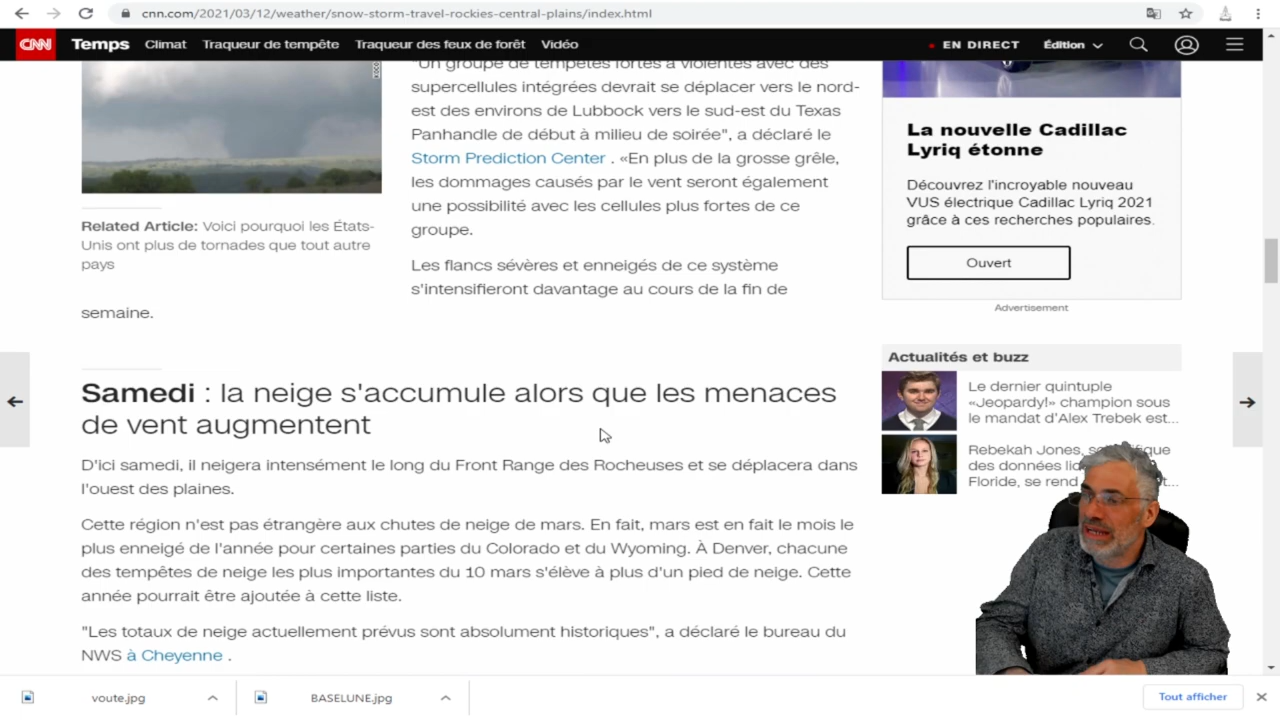 cnn.com/2021/03/12/weather/snow-storm-travel-rockies-central-plains/index.html
CNN Temps Climat Traqueur de tempête Traqueur des feux de forêt Vidéo EN DIRECT Édition
"Un groupe de tempêtes fortes à violentes avec des
supercellules intégrées devrait se déplacer vers le nord-
est des environs de Lubbock vers le sud-est du Texas
Panhandle de début à milieu de soirée", a déclaré le
Storm Prediction Center . «En plus de la grosse grêle,
les dommages causés par le vent seront également
une possibilité avec les cellules plus fortes de ce
groupe.
Related Article: Voici pourquoi les États-
Unis ont plus de tornades que tout autre
pays
Les flancs sévères et enneigés de ce système
s'intensifieront davantage au cours de la fin de
semaine.
Samedi : la neige s'accumule alors que les menaces
de vent augmentent
D'ici samedi, il neigera intensément le long du Front Range des Rocheuses et se déplacera dans
l'ouest des plaines.
Cette région n'est pas étrangère aux chutes de neige de mars. En fait, mars est en fait le mois le
plus enneigé de l'année pour certaines parties du Colorado et du Wyoming. À Denver, chacune
des tempêtes de neige les plus importantes du 10 mars s'élève à plus d'un pied de neige. Cette
année pourrait être ajoutée à cette liste.
"Les totaux de neige actuellement prévus sont absolument historiques", a déclaré le bureau du
NWS à Cheyenne .
La nouvelle Cadillac
Lyriq étonne
Découvrez l'incroyable nouveau
VUS électrique Cadillac Lyriq 2021
grâce à ces recherches populaires.
Ouvert
Advertisement
Actualités et buzz
Le dernier quintuple
«Jeopardy!» champion sous
le mandat d'Alex Trebek est...
Rebekah Jones,
des données
Floride, se rend
voute.jpg
BASELUNE.jpg
Tout afficher